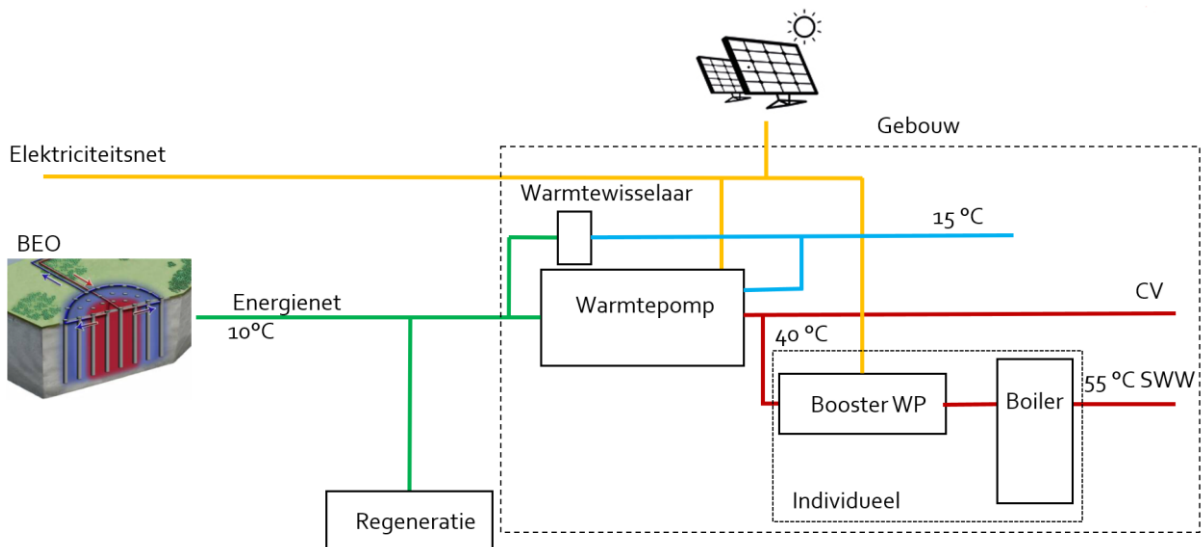 Gebouw
Elektriciteitsnet
Warmtewisselaar
15 °C
BEO
Energienet
10°C
Warmtepomp
CV
40 °C
55 °C SWW
Booster WP
Boiler
Individueel
Regeneratie